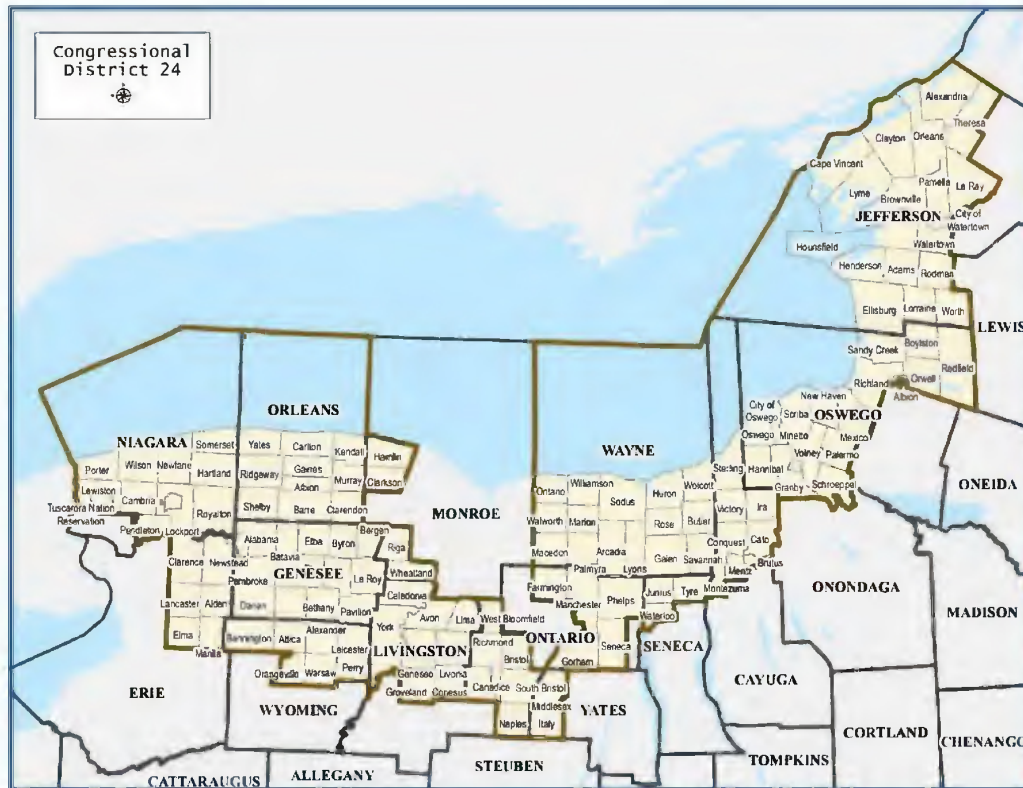 Congressional
District 24
Alexandria
Theresa
Clayton
Orleans
Cape Vincent
Pamelia
Le Ray
Lyme
Brownville
JEFFERSON
City of
Watertown
Watertown
Hounsfield
Henderson
Adams
Rodman
Ellisburg
Lorraine
Worth
LEWIS
Boylston
Sandy Creek
Redfield
Orwell
Richland
Albion
New Haven
City of
Oswego
Scriba
OSWEGO
Oswego
Minetto
Mexico
Volney
Palermo
Hannibal
Granby
Schroeppel
Sterling
ONEIDA
ORLEANS
NIAGARA
Somerset
Yates
Carlton
Kendall
Hamlin
WAYNE
Porter
Wilson
Newfane
Hartland
Ridgeway
Gaines
Murray
Clarkson
Lewiston
Cambria
Albion
Tuscarora Nation
Reservation
Royalton
Shelby
Barre
Clarendon
MONROE
Pendleton
Lockport
Ontario
Williamson
Sodus
Huron
Wolcott
Victory
Ira
Walworth
Marion
Rose
Butler
Conquest
Cato
Macedon
Arcadia
Galen
Savannah
Mentz
Brutus
Palmyra
Lyons
Montezuma
Alabama
Elba
Byron
Bergen
Riga
Clarence
Newstead
Batavia
GENESEE
Le Roy
Wheatland
Pembroke
Caledonia
Farmington
Manchester
Phelps
Junius
Tyre
Waterloo
ONONDAGA
MADISON
Lancaster
Alden
Darien
Bethany
Pavilion
Avon
Lima
West Bloomfield
Elma
Marilla
Bennington
Attica
Alexander
York
LIVINGSTON
Richmond
ONTARIO
Seneca
SENECA
Leicester
Bristol
Gorham
Orangeville
Warsaw
Perry
Geneseo
Livonia
CAYUGA
ERIE
WYOMING
Groveland
Conesus
Canadice
South Bristol
Middlesex
YATES
Naples
Italy
CORTLAND
CHENANGO
TOMPKINS
STEUBEN
ALLEGANY
CATTARAUGUS